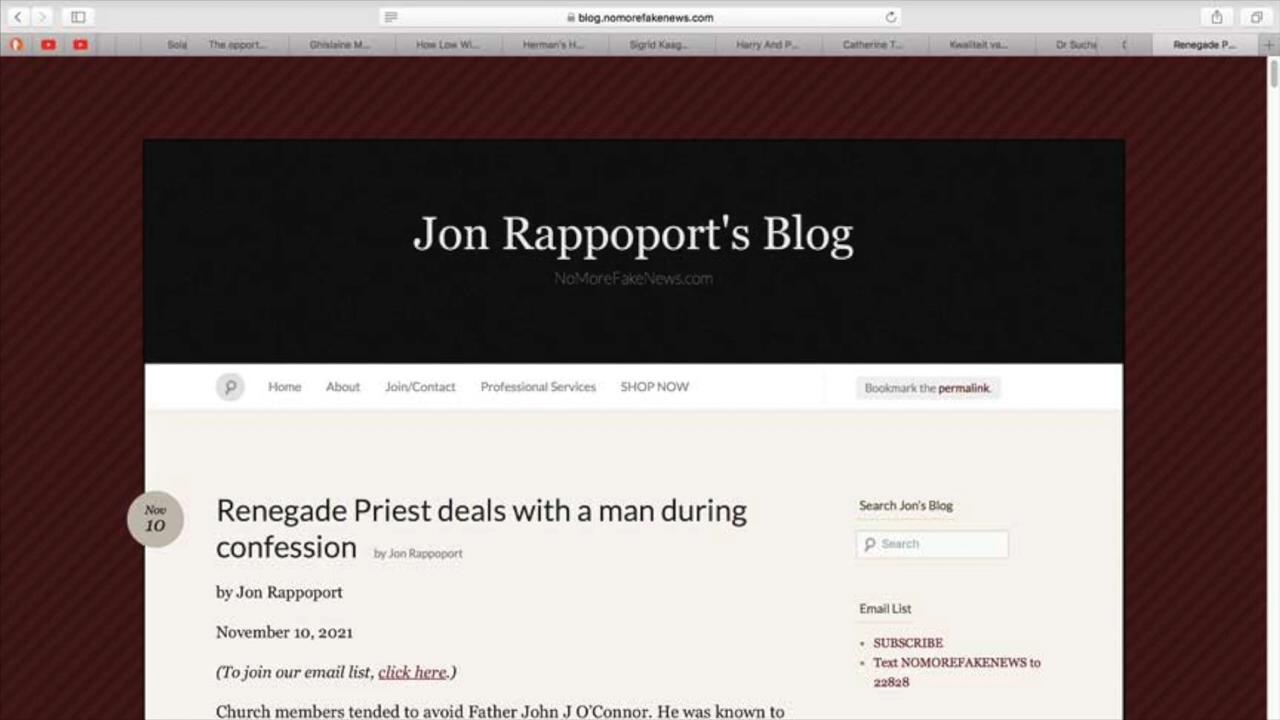 blog.nomorefakenews.com
The opport...
Ghislaine M...
How Low Wi...
Herman's H...
Sigrid Kaag...
Harry And P...
Catherine T...
Kwaliteit va...
Dr Sucha
Renegade P...
Jon Rappoport's Blog
NoMoreFakeNews.com
Home About Join/Contact Professional Services SHOP NOW
Bookmark the permalink.
Nov
10
Renegade Priest deals with a man during
confession by Jon Rappoport
by Jon Rappoport
November 10, 2021
(To join our email list, click here.)
Church members tended to avoid Father John J O'Connor. He was known to
Search Jon's Blog
Search
Email List
SUBSCRIBE
Text NOMOREFAKENEWS to
22828